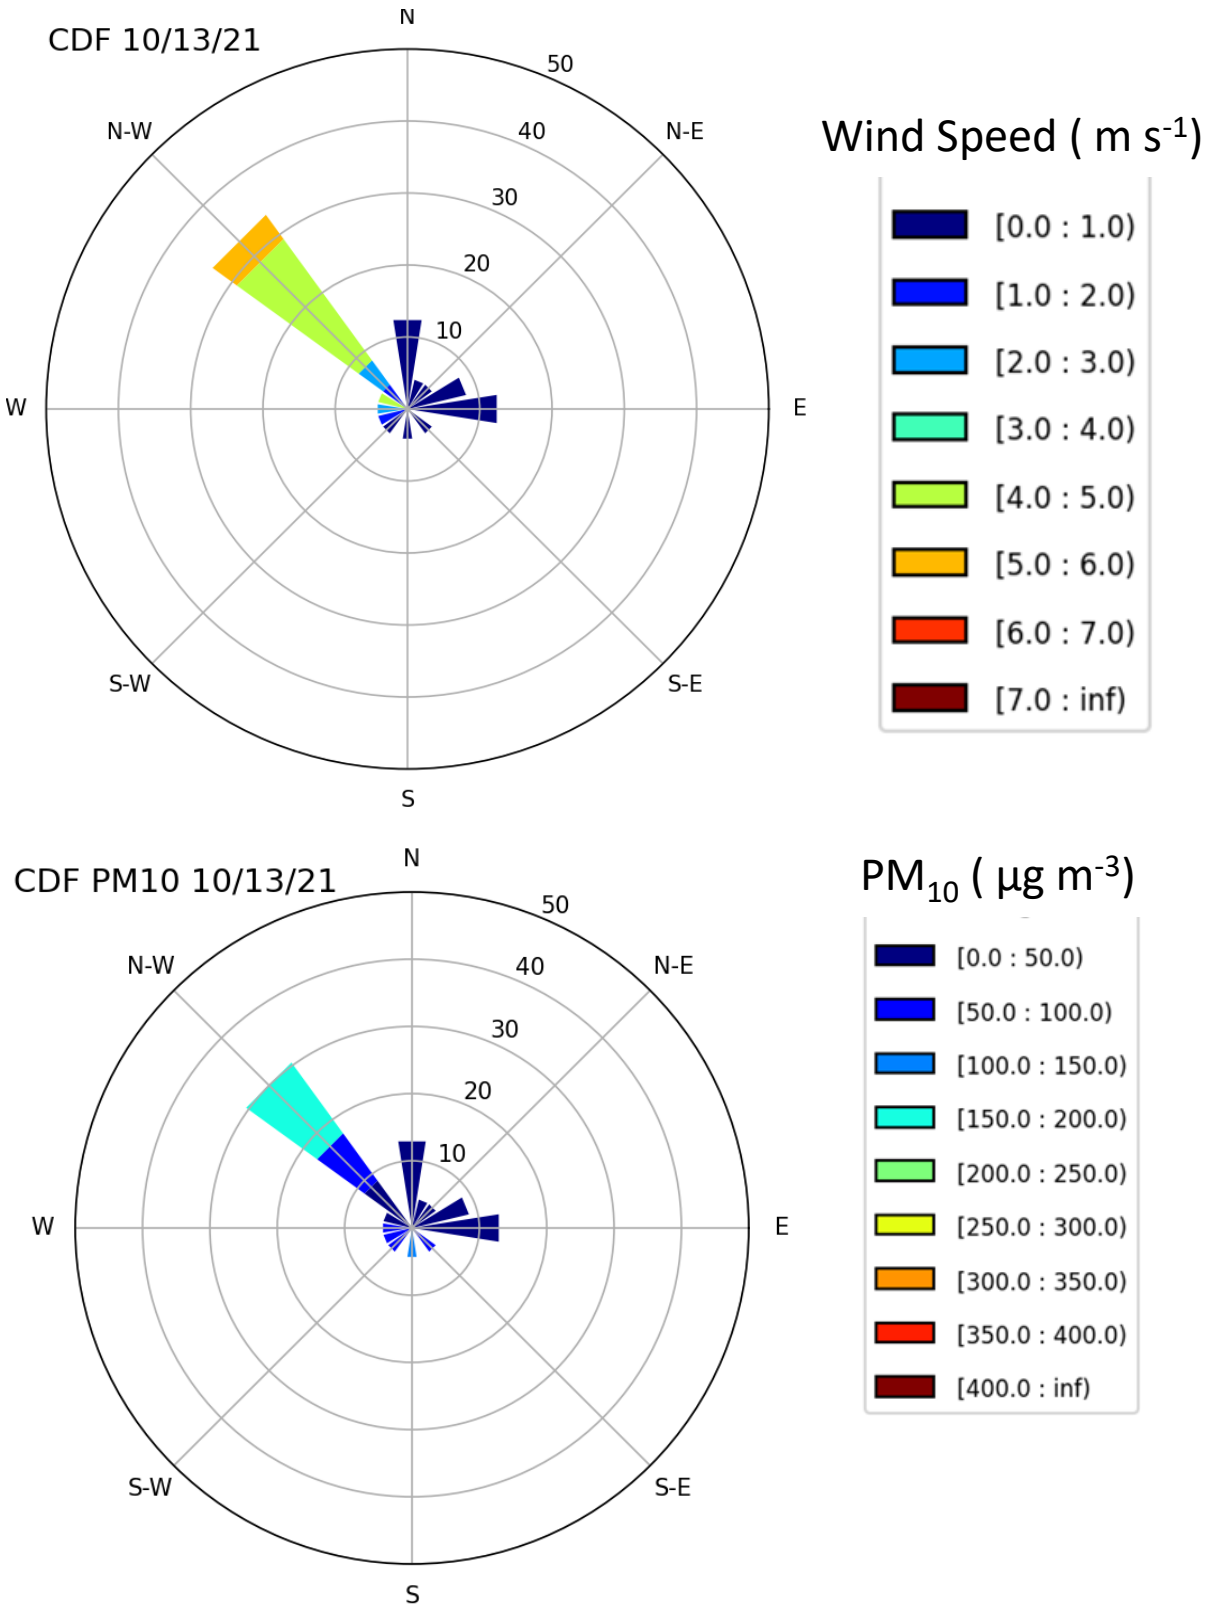 CDF 10/13/21
N
50
N-W
40
N-E
30
20
10
W
E
S-W
S-E
S
Wind Speed ( m s-1)
[0.0 : 1.0)
[1.0 : 2.0)
[2.0 : 3.0)
[3.0 : 4.0)
[4.0 : 5.0)
[5.0 : 6.0)
[6.0 : 7.0)
[7.0 : inf)
CDF PM10 10/13/21
N
50
N-W
40
N-E
30
20
10
W
E
S-W
S-E
S
PM10 ( µg m-3)
[0.0 : 50.0)
[50.0 : 100.0)
[100.0 : 150.0)
[150.0 : 200.0)
[200.0 : 250.0)
[250.0 : 300.0)
[300.0 : 350.0)
[350.0 : 400.0)
[400.0 : inf)